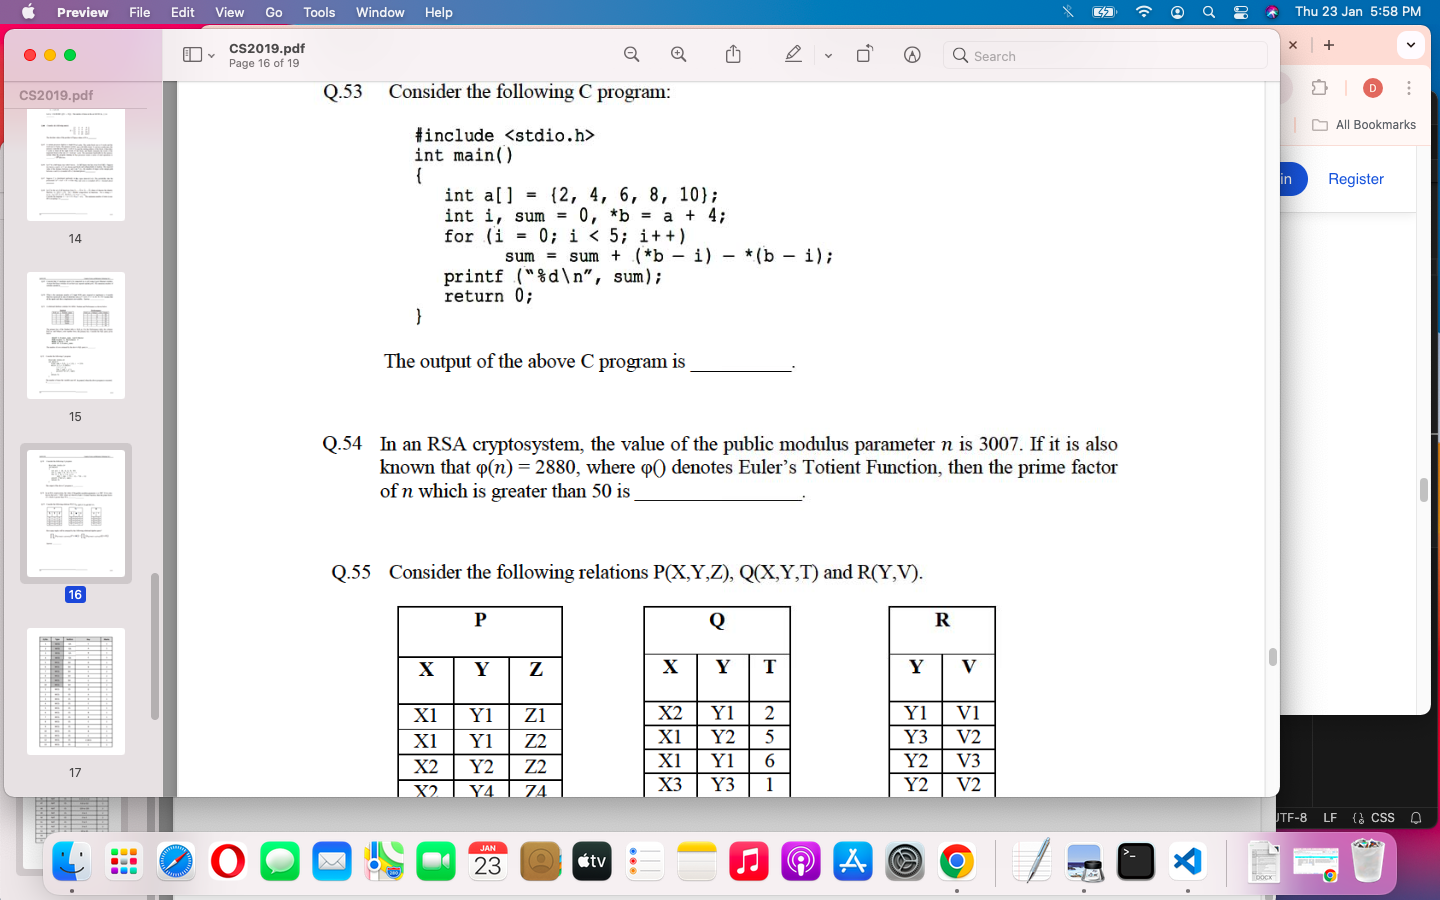 Preview File Edit View Go Tools Window Help Thu 23 Jan 5:58 PM
CS2019.pdf
Page 16 of 19
Search
CS2019.pdf
14
15
16
17
D
All Bookmarks
in Register
Q.53 Consider the following C program:
#include <stdio.h>
int main()
{
int a[] = {2, 4, 6, 8, 10};
int i, sum = 0, *b = a + 4;
for (i = 0; i < 5; i++)
sum = sum + (*b – i) – *(b – i);
printf ("%d\n", sum);
return 0;
}
The output of the above C program is __________.
Q.54 In an RSA cryptosystem, the value of the public modulus parameter n is 3007. If it is also
known that φ(n) = 2880, where φ() denotes Euler's Totient Function, then the prime factor
of n which is greater than 50 is _________________.
Q.55 Consider the following relations P(X,Y,Z), Q(X,Y,T) and R(Y,V).
P Q R
X Y Z X Y T Y V
X1 Y1 Z1 X2 Y1 2 Y1 V1
X1 Y1 Z2 X1 Y2 5 Y3 V2
X2 Y2 Z2 X1 Y1 6 Y2 V3
X2 Y4 Z4 X3 Y3 1 Y2 V2
UTF-8 LF {} CSS
JAN
23
tv
280
>_
DOCX